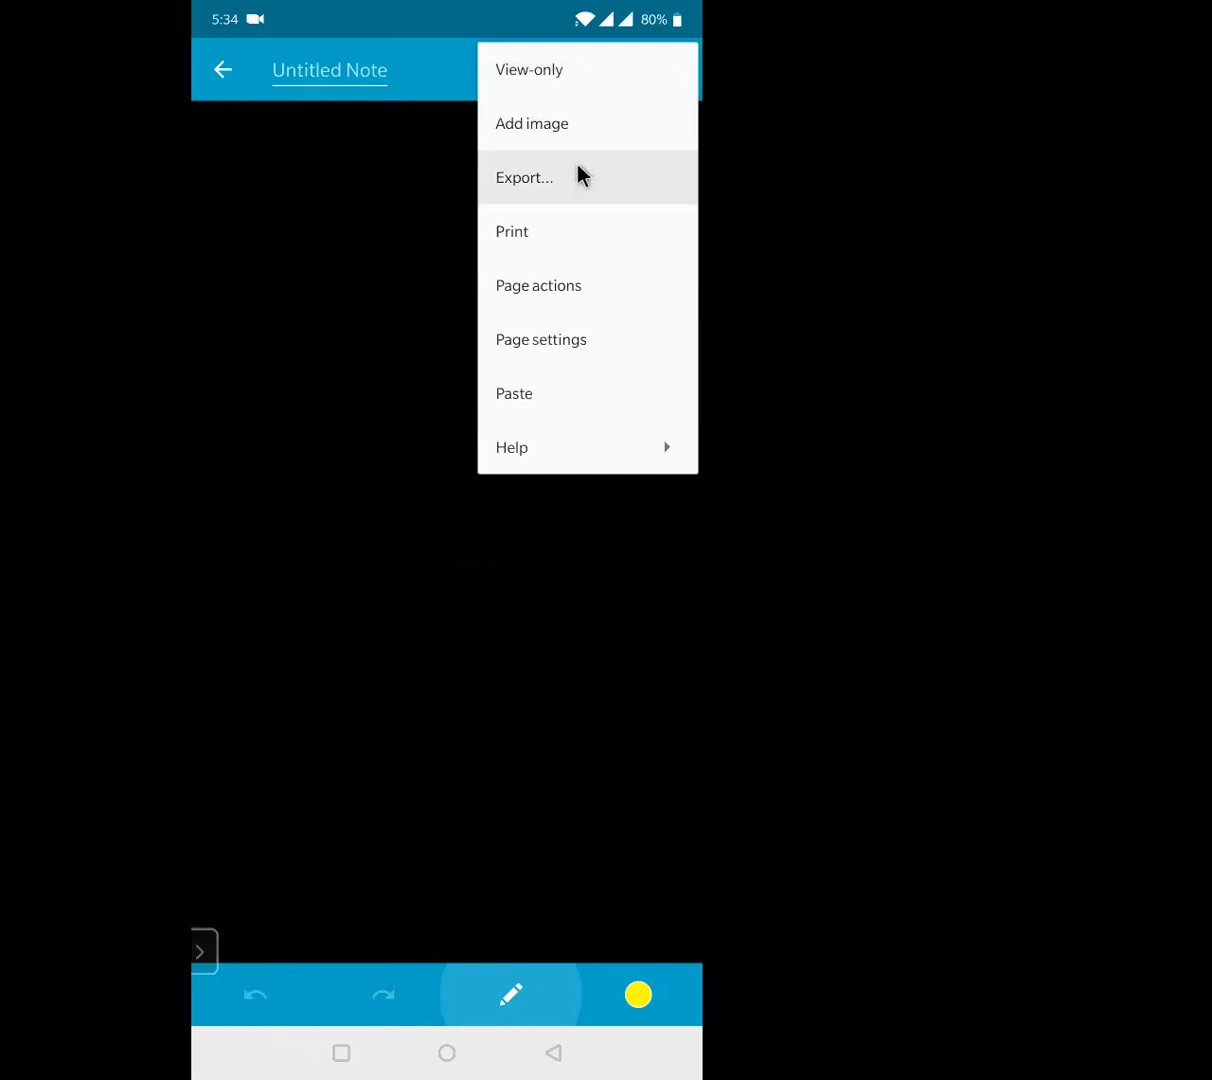 5:34
80%
Untitled Note
View-only
Add image
Export...
Print
Page actions
Page settings
Paste
Help